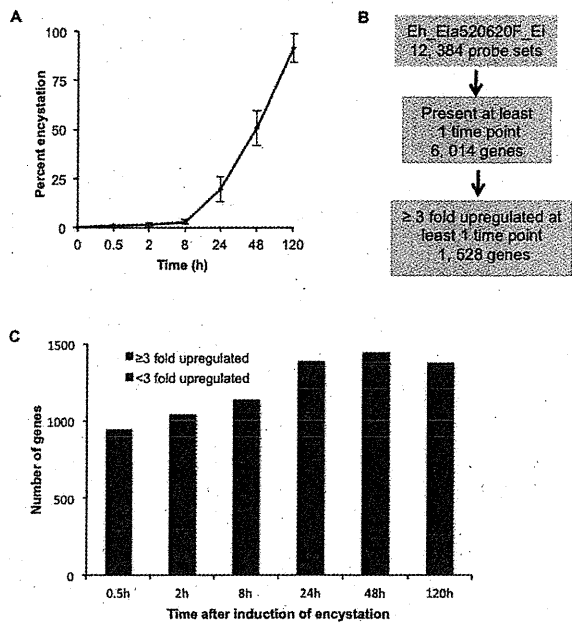 A
Percent encystation
100
75
50
25
0
0 0.5 2 8 24 48 120
Time (h)
B
Eh_Eia520620F_Ei
12, 384 probe sets
Present at least
1 time point
6, 014 genes
≥ 3 fold upregulated at
least 1 time point
1, 528 genes
C
Number of genes
1500
1000
500
0
≥3 fold upregulated
<3 fold upregulated
0.5h 2h 8h 24h 48h 120h
Time after induction of encystation